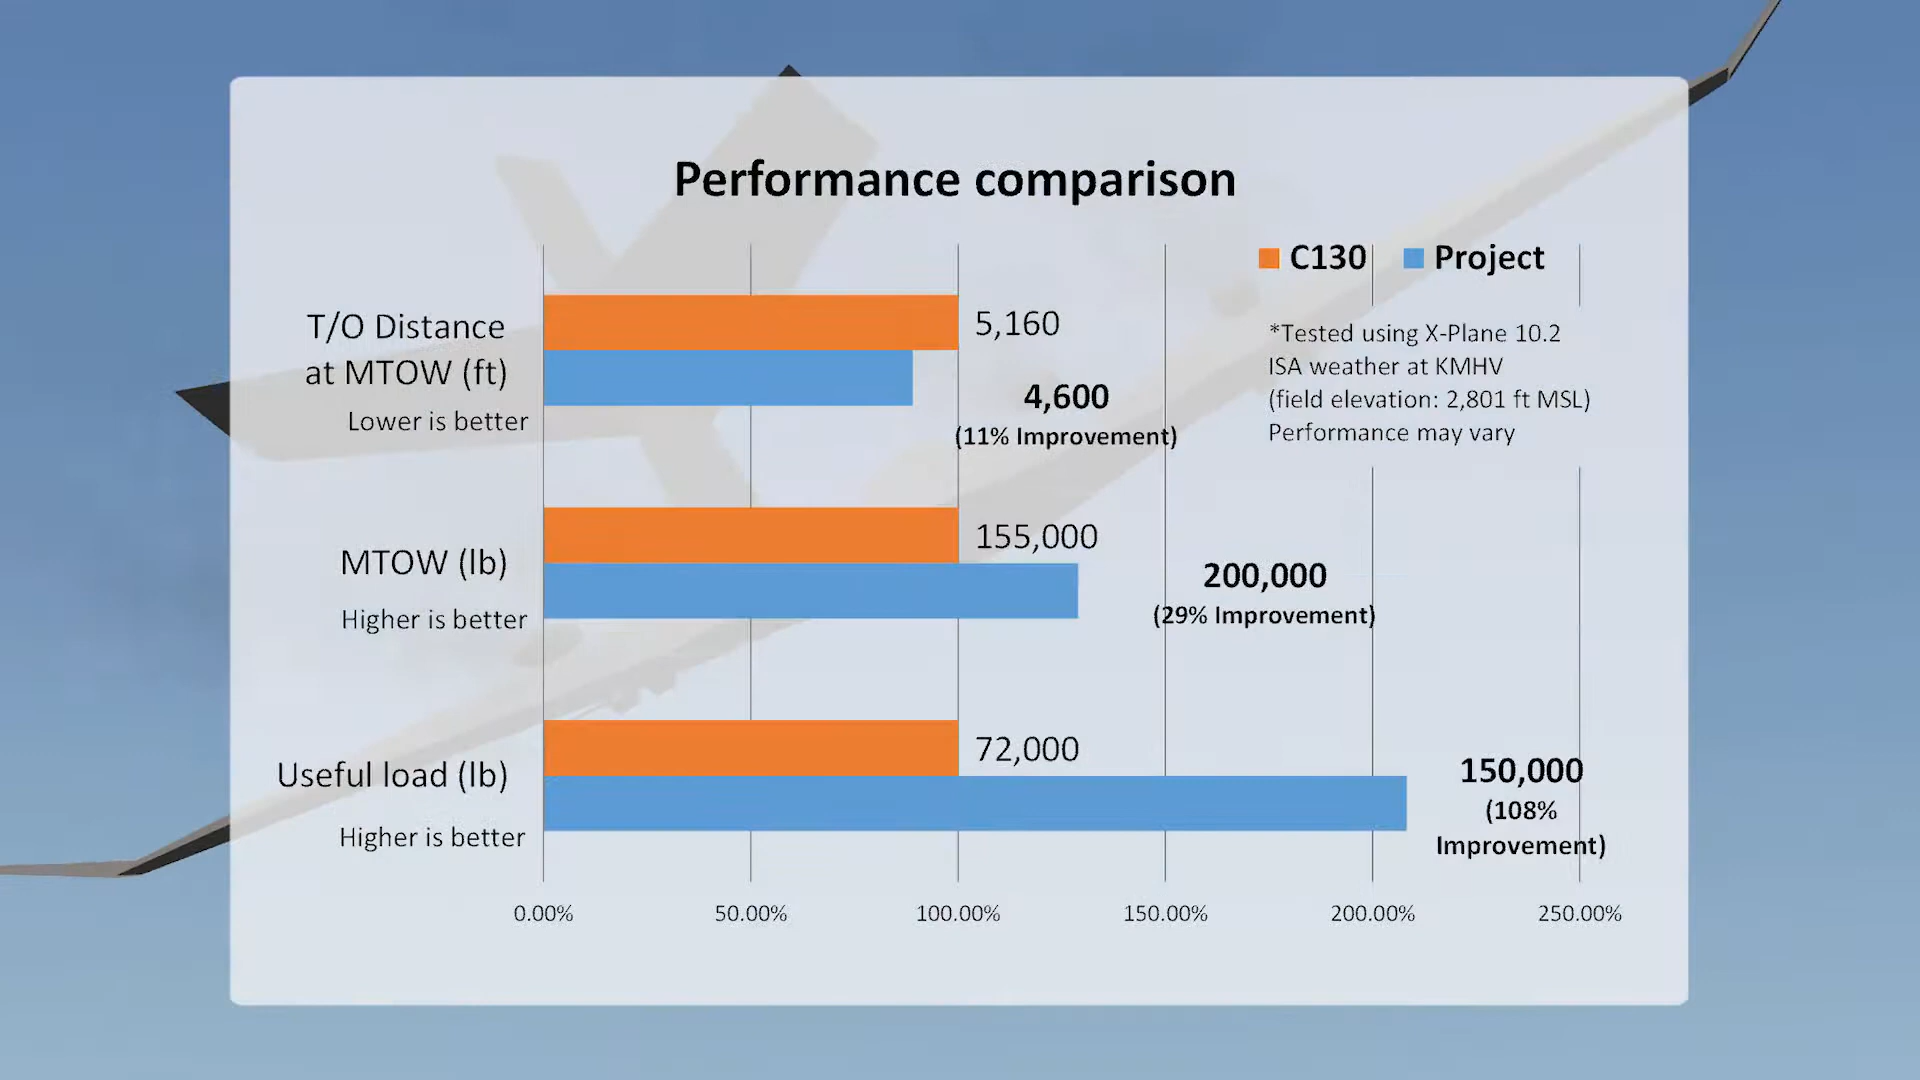 Performance comparison
C130
Project
T/O Distance
at MTOW (ft)
Lower is better
5,160
4,600
(11% Improvement)
*Tested using X-Plane 10.2
ISA weather at KMHV
(field elevation: 2,801 ft MSL)
Performance may vary
MTOW (lb)
Higher is better
155,000
200,000
(29% Improvement)
Useful load (lb)
Higher is better
72,000
150,000
(108%
Improvement)
0.00%
50.00%
100.00%
150.00%
200.00%
250.00%